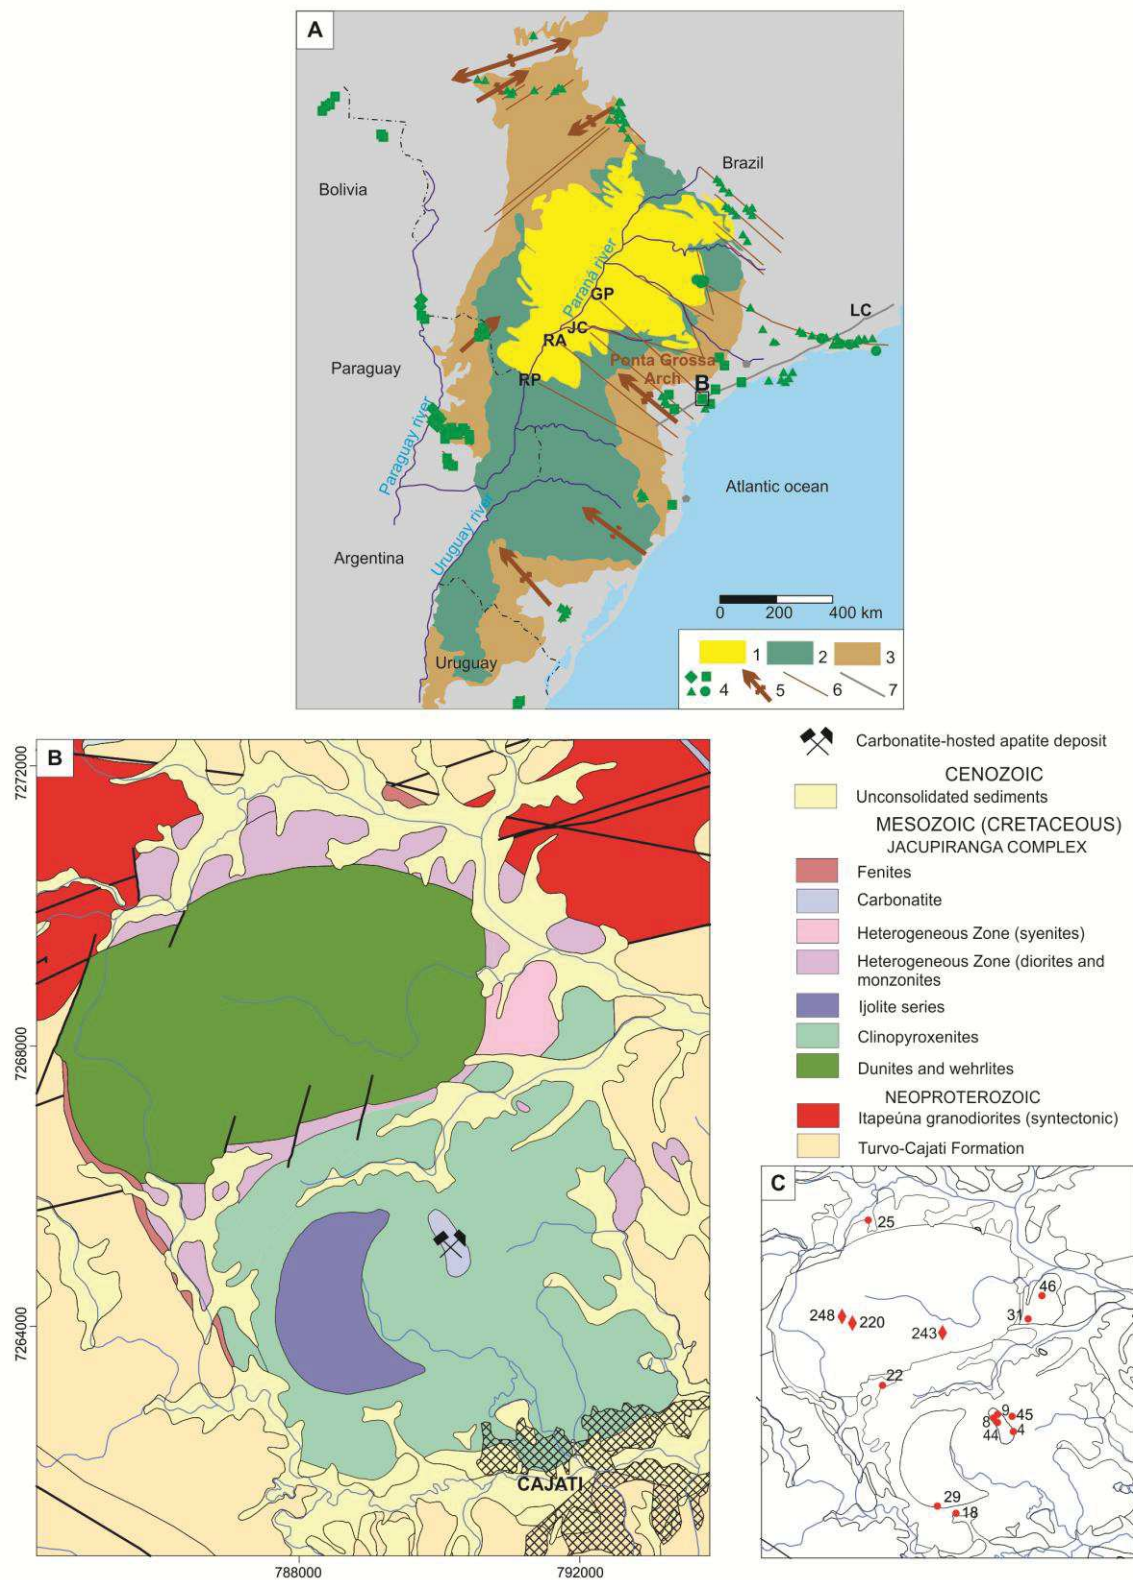 A
Brazil
Bolivia
Paraná river
GP
LC
JC
RA
Paraguay
Ponta Grossa
Arch
B
RP
Paraguay river
Atlantic ocean
Uruguay river
Argentina
0 200 400 km
Uruguay
1 2 3
4 5 6 7
B
7272000
7268000
7264000
CAJATI
788000 792000
Carbonatite-hosted apatite deposit
CENOZOIC
Unconsolidated sediments
MESOZOIC (CRETACEOUS)
JACUPIRANGA COMPLEX
Fenites
Carbonatite
Heterogeneous Zone (syenites)
Heterogeneous Zone (diorites and
monzonites
Ijolite series
Clinopyroxenites
Dunites and wehrlites
NEOPROTEROZOIC
Itapeúna granodiorites (syntectonic)
Turvo-Cajati Formation
C
25
46
248
220
31
243
22
9
45
8
4
44
29
18